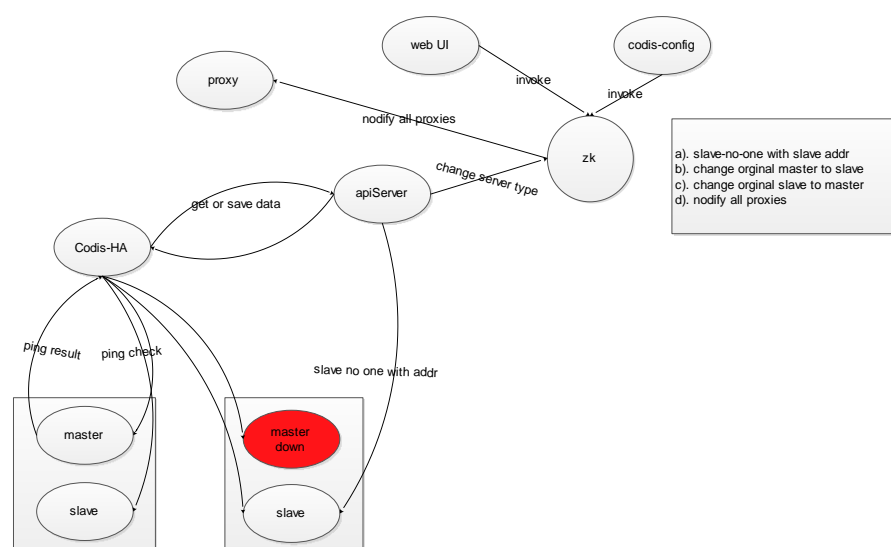 web UI
codis-config
proxy
invoke
invoke
nodify all proxies
zk
a). slave-no-one with slave addr
b). change orginal master to slave
c). change orginal slave to master
d). nodify all proxies
change server type
apiServer
get or save data
Codis-HA
ping result
ping check
slave no one with addr
master
master
down
slave
slave